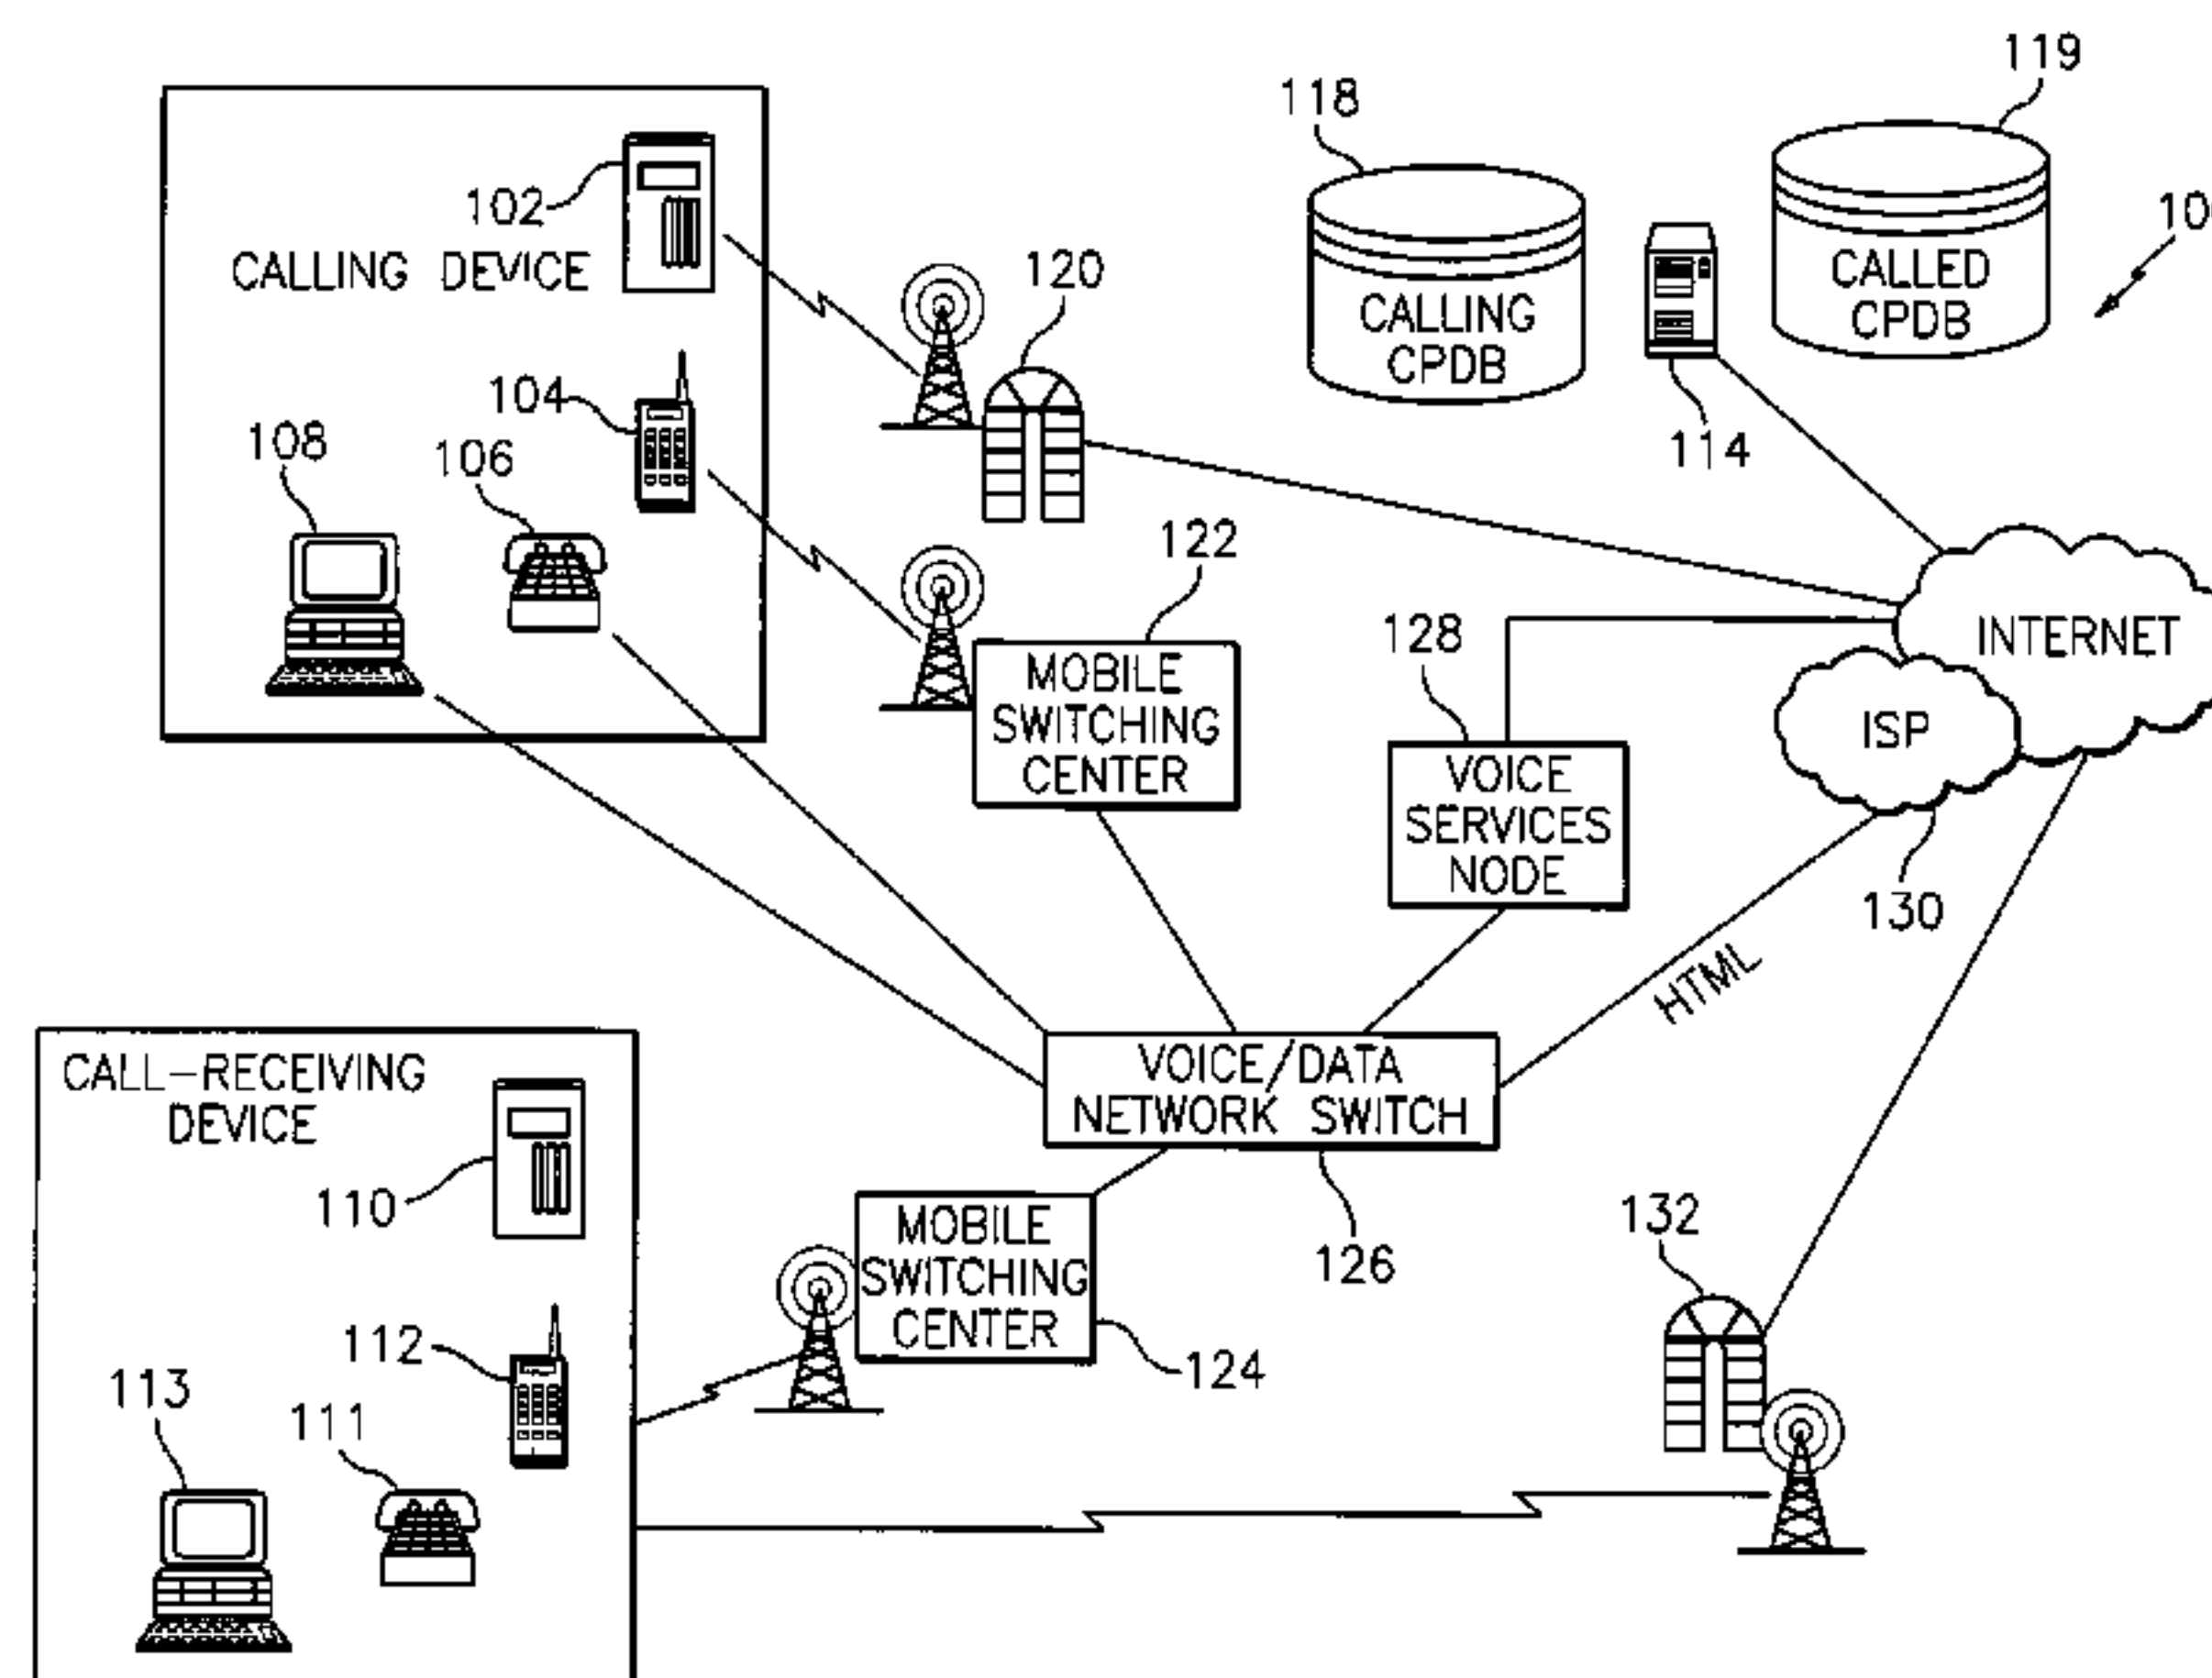 119
118
10
102
CALLING DEVICE
120
CALLED
CPDB
CALLING
CPDB
104
114
108
106
122
128
INTERNET
MOBILE
SWITCHING
CENTER
ISP
VOICE
SERVICES
NODE
130
HTML
CALL-RECEIVING
DEVICE
VOICE/DATA
NETWORK SWITCH
110
126
MOBILE
SWITCHING
CENTER
132
112
124
113
111